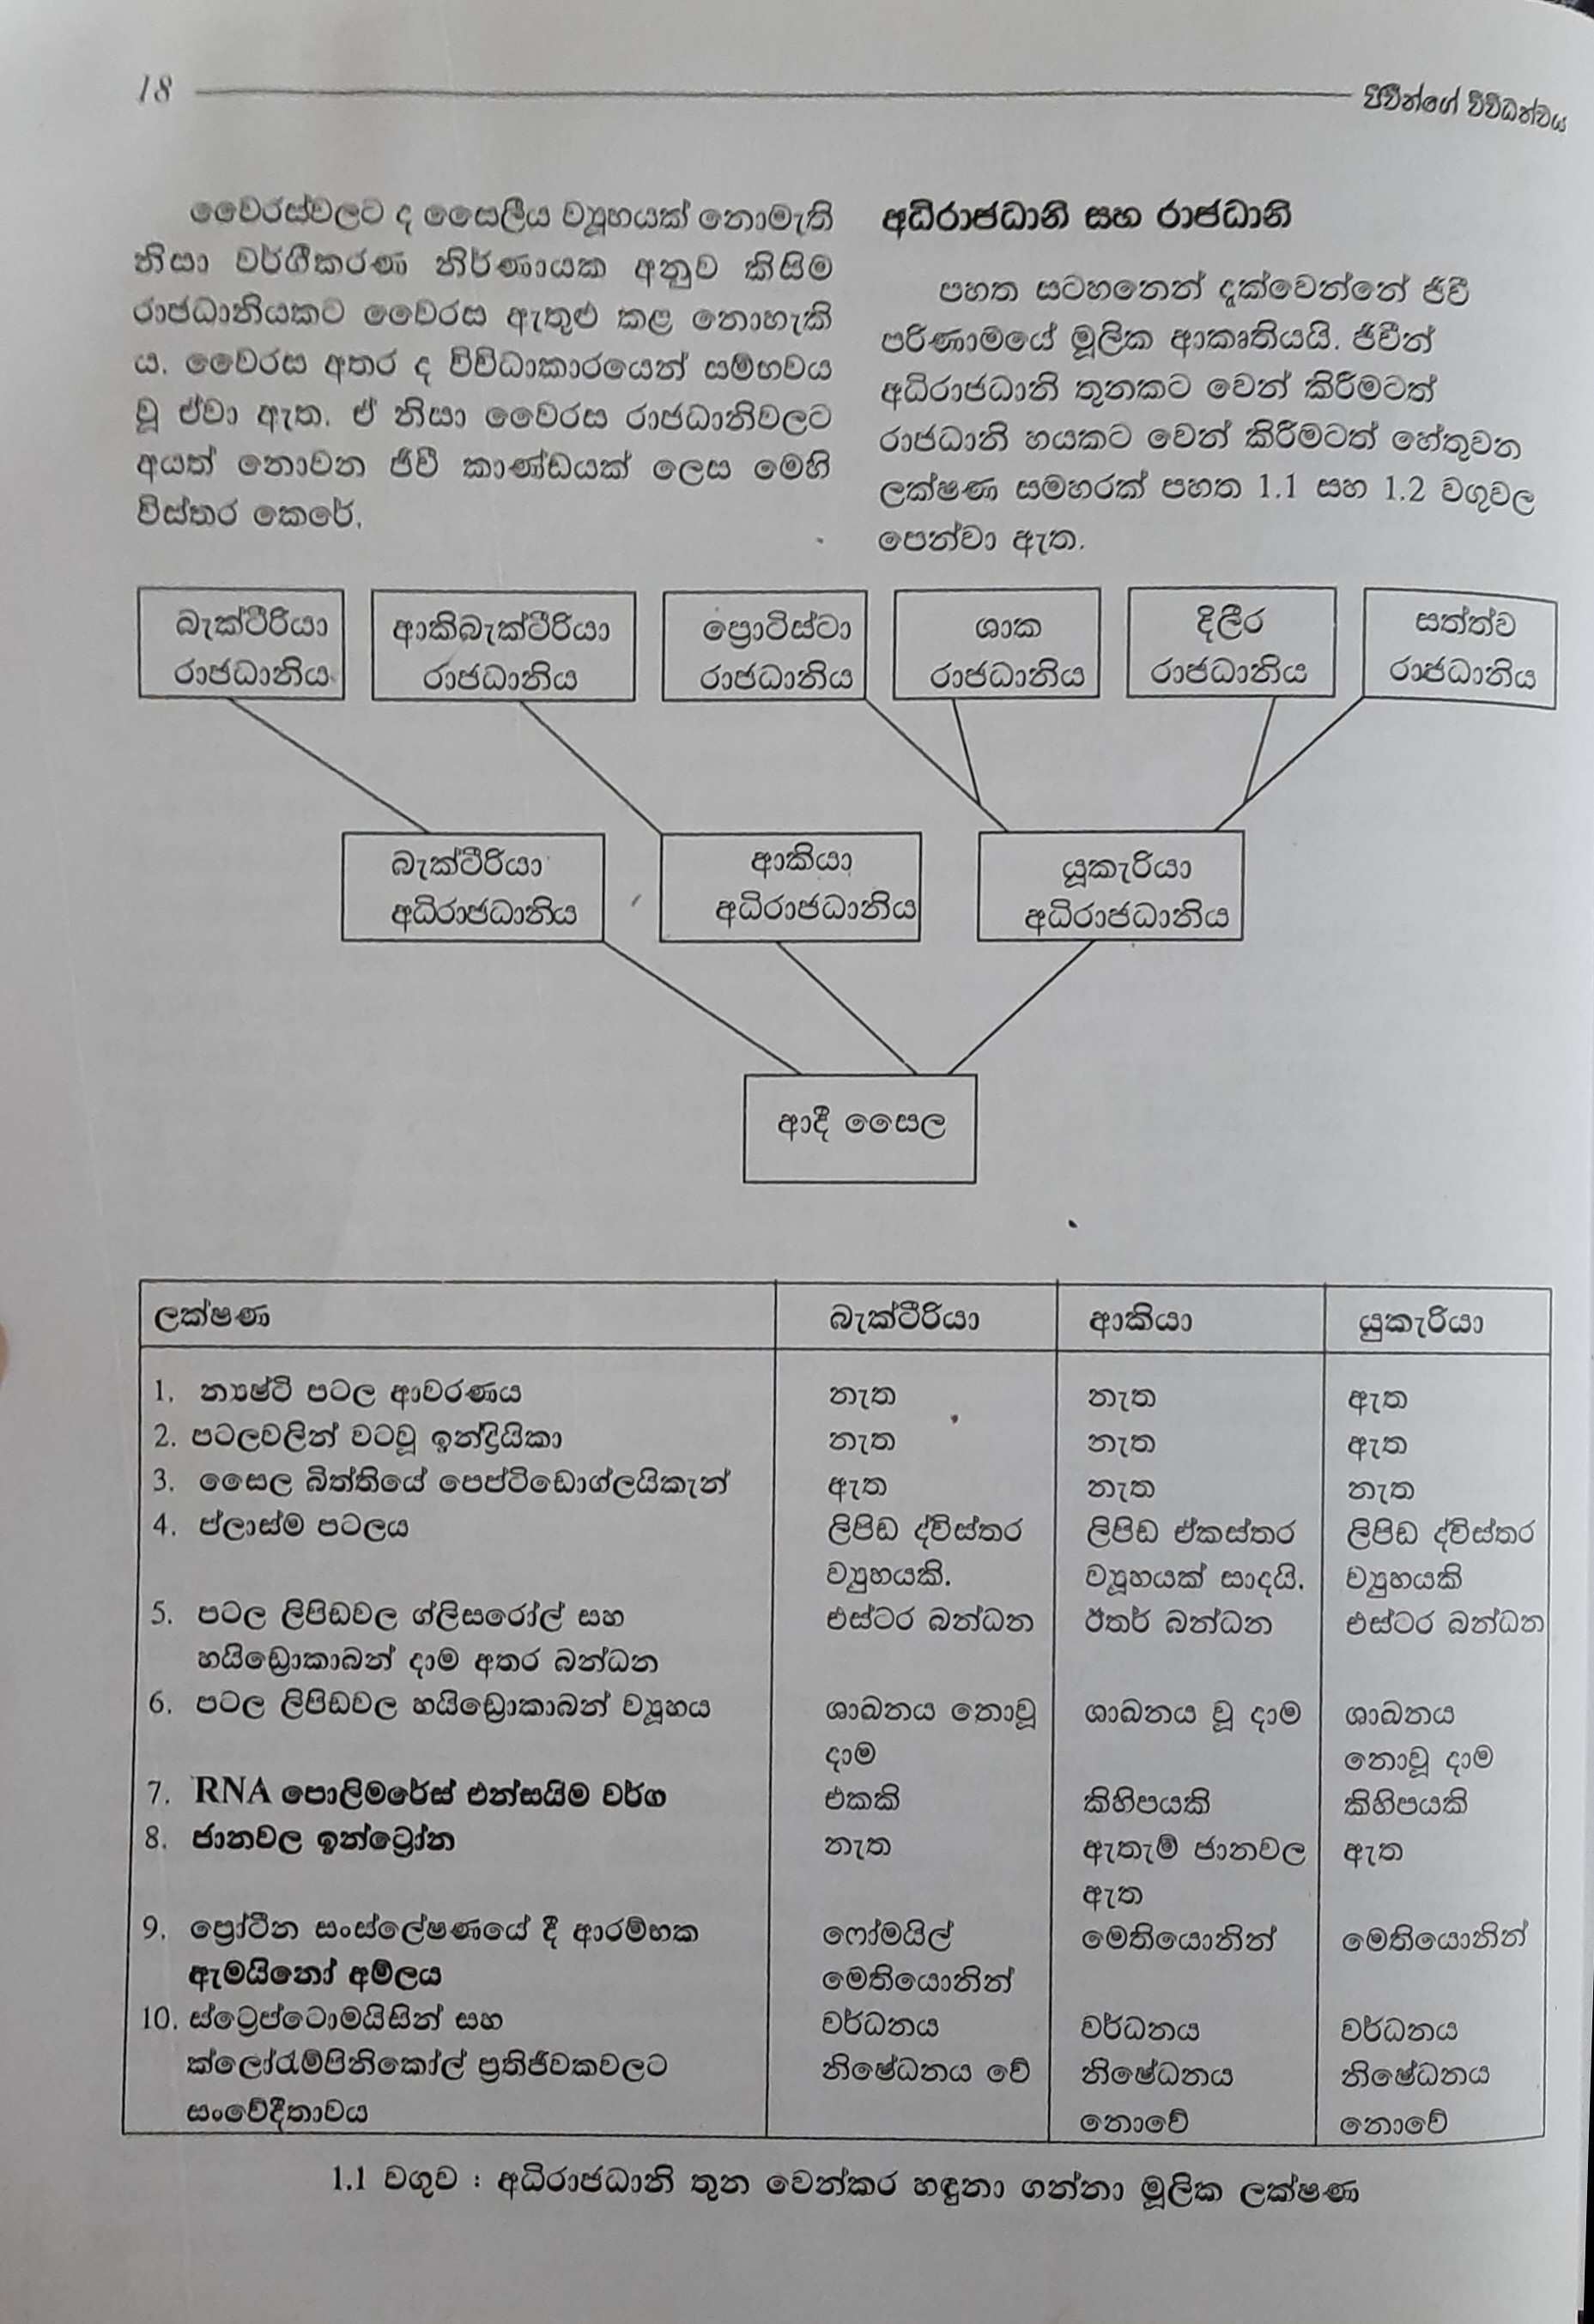 18
ජීවීන්ගේ විවිධත්වය
වෛරස්වලට ද සෛලීය ව්‍යූහයක් නොමැති
නිසා වර්ගීකරණ නිර්ණායක අනුව කිසිම
රාජධානියකට වෛරස ඇතුළු කළ නොහැකි
ය. වෛරස අතර ද විවිධාකාරයෙන් සම්භවය
වූ ඒවා ඇත. ඒ නිසා වෛරස රාජධානිවලට
අයත් නොවන ජීවී කාණ්ඩයක් ලෙස මෙහි
විස්තර කෙරේ.
අධිරාජධානි සහ රාජධානි
පහත සටහනෙන් දැක්වෙන්නේ ජීවී
පරිණාමයේ මූලික ආකෘතියයි. ජීවීන්
අධිරාජධානි තුනකට වෙන් කිරීමටත්
රාජධානි හයකට වෙන් කිරීමටත් හේතුවන
ලක්ෂණ සමහරක් පහත 1.1 සහ 1.2 වගුවල
පෙන්වා ඇත.
බැක්ටීරියා ආකිබැක්ටීරියා ප්‍රොටිස්ටා ශාක දිලීර සත්ත්ව
රාජධානිය රාජධානිය රාජධානිය රාජධානිය රාජධානිය රාජධානිය
බැක්ටීරියා ආකියා යූකැරියා
අධිරාජධානිය අධිරාජධානිය අධිරාජධානිය
ආදී සෛල
ලක්ෂණ බැක්ටීරියා ආකියා යුකැරියා
1. න්‍යෂ්ටි පටල ආවරණය නැත නැත ඇත
2. පටලවලින් වටවූ ඉන්ද්‍රියිකා නැත නැත ඇත
3. සෛල බිත්තියේ පෙප්ටිඩොග්ලයිකැන් ඇත නැත නැත
4. ප්ලාස්ම පටලය ලිපිඩ ද්විස්තර ලිපිඩ ඒකස්තර ලිපිඩ ද්විස්තර
ව්‍යුහයකි. ව්‍යූහයක් සාදයි. ව්‍යුහයකි
5. පටල ලිපිඩවල ග්ලිසරෝල් සහ එස්ටර බන්ධන ඊතර් බන්ධන එස්ටර බන්ධන
හයිඩ්‍රොකාබන් දාම අතර බන්ධන
6. පටල ලිපිඩවල හයිඩ්‍රොකාබන් ව්‍යූහය ශාඛනය නොවූ ශාඛනය වූ දාම ශාඛනය
දාම නොවූ දාම
7. RNA පොලිමරේස් එන්සයිම වර්ග එකකි කිහිපයකි කිහිපයකි
8. ජානවල ඉන්ට්‍රෝන නැත ඇතැම් ජානවල ඇත
ඇත
9. ප්‍රෝටීන සංස්ලේෂණයේ දී ආරම්භක ෆෝමයිල් මෙතියොනින් මෙතියොනින්
ඇමයිනෝ අම්ලය මෙතියොනින්
10. ස්ට්‍රෙප්ටොමයිසින් සහ වර්ධනය වර්ධනය වර්ධනය
ක්ලෝරැම්පිනිකෝල් ප්‍රතිජීවකවලට නිෂේධනය වේ නිෂේධනය නිෂේධනය
සංවේදීතාවය නොවේ නොවේ
1.1 වගුව : අධිරාජධානි තුන වෙන්කර හඳුනා ගන්නා මූලික ලක්ෂණ